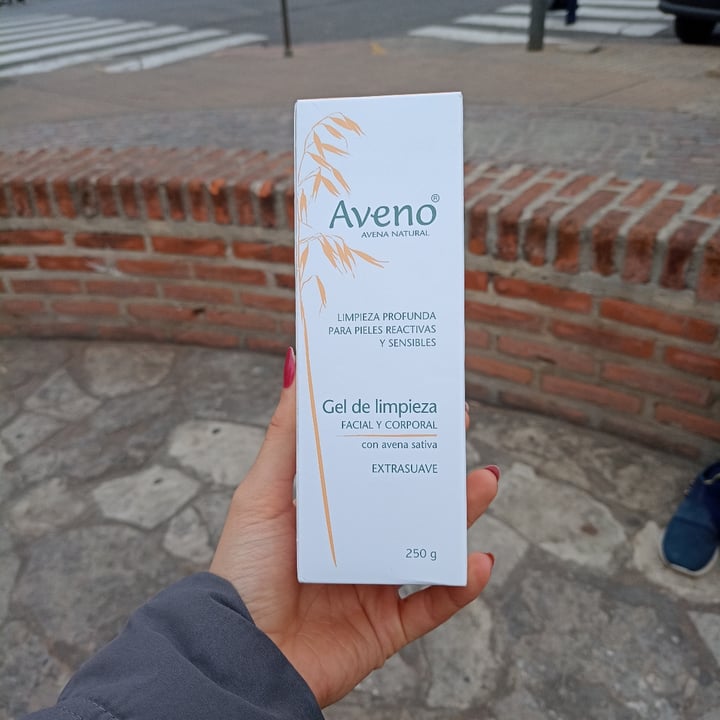 Aveno®
AVENA NATURAL
LIMPIEZA PROFUNDA
PARA PIELES REACTIVAS
Y SENSIBLES
Gel de limpieza
FACIAL Y CORPORAL
con avena sativa
EXTRASUAVE
250 g